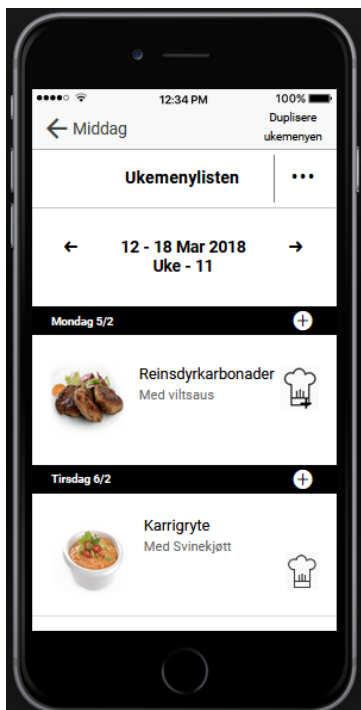 12:34 PM
100%
Middag
Duplisere
ukemenyen
Ukemenylisten
12 - 18 Mar 2018
Uke - 11
Mondag 5/2
Reinsdyrkarbonader
Med viltsaus
Tirsdag 6/2
Karrigryte
Med Svinekjøtt